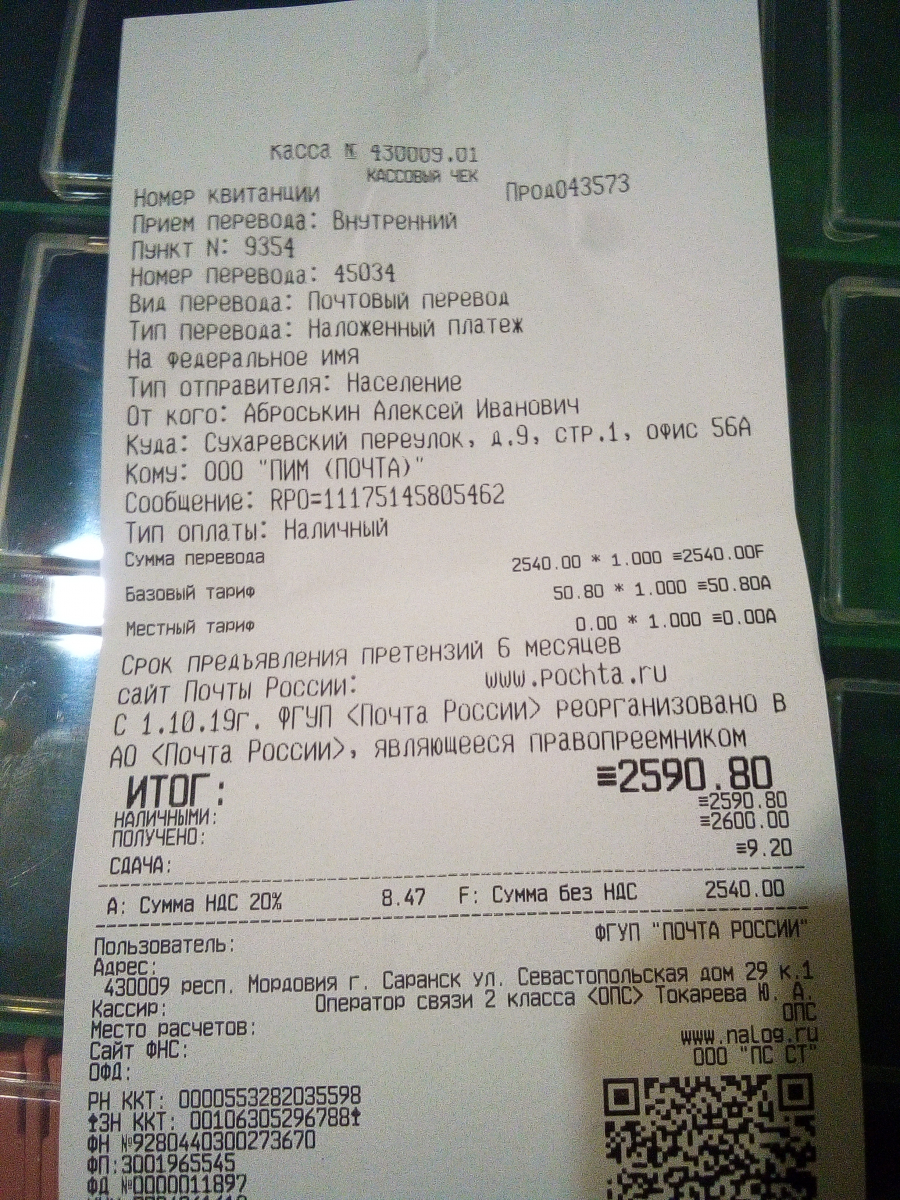 касса № 430009.01
КАССОВЫЙ ЧЕК
Номер квитанции Прод043573
Прием перевода: Внутренний
Пункт N: 9354
Номер перевода: 45034
Вид перевода: Почтовый перевод
Тип перевода: Наложенный платеж
На федеральное имя
Тип отправителя: Население
От кого: Аброськин Алексей Иванович
Куда: Сухаревский переулок, д.9, стр.1, офис 56А
Кому: ООО "ПИМ (ПОЧТА)"
Сообщение: RPO=11175145805462
Тип оплаты: Наличный
Сумма перевода 2540.00 * 1.000 ≡2540.00F
Базовый тариф 50.80 * 1.000 ≡50.80А
Местный тариф 0.00 * 1.000 ≡0.00А
Срок предъявления претензий 6 месяцев
сайт Почты России: www.pochta.ru
С 1.10.19г. ФГУП <Почта России> реорганизовано в
АО <Почта России>, являющееся правопреемником
ИТОГ: ≡2590.80
НАЛИЧНЫМИ: ≡2590.80
ПОЛУЧЕНО: ≡2600.00
СДАЧА: ≡9.20
А: Сумма НДС 20% 8.47 F: Сумма без НДС 2540.00
Пользователь: ФГУП "ПОЧТА РОССИИ"
Адрес:
430009 респ. Мордовия г. Саранск ул. Севастопольская дом 29 к.1
Кассир: Оператор связи 2 класса <ОПС> Токарева Ю. А.
Место расчетов: ОПС
Сайт ФНС: www.nalog.ru
ОФД: ООО "ПС СТ"
РН ККТ: 0000553282035598
ЗН ККТ: 00106305296788
ФН №9280440300273670
ФП:3001965545
ФД №0000011897